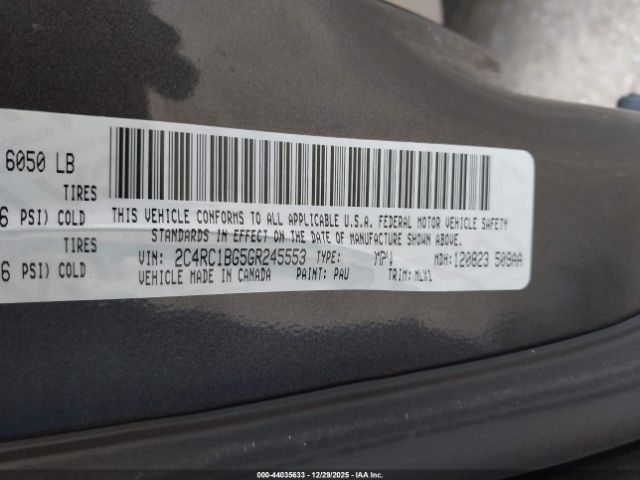 6050 LB
TIRES
6 PSI) COLD
TIRES
6 PSI) COLD
THIS VEHICLE CONFORMS TO ALL APPLICABLE U.S.A. FEDERAL MOTOR VEHICLE SAFETY
STANDARDS IN EFFECT ON THE DATE OF MANUFACTURE SHOWN ABOVE.
VIN: 2C4RC1BG5GR245553 TYPE: MPV MDH: 120823 509AA
VEHICLE MADE IN CANADA PAINT: PAU TRIM: MLX1
000-44035633 - 12/29/2025 - IAA Inc.